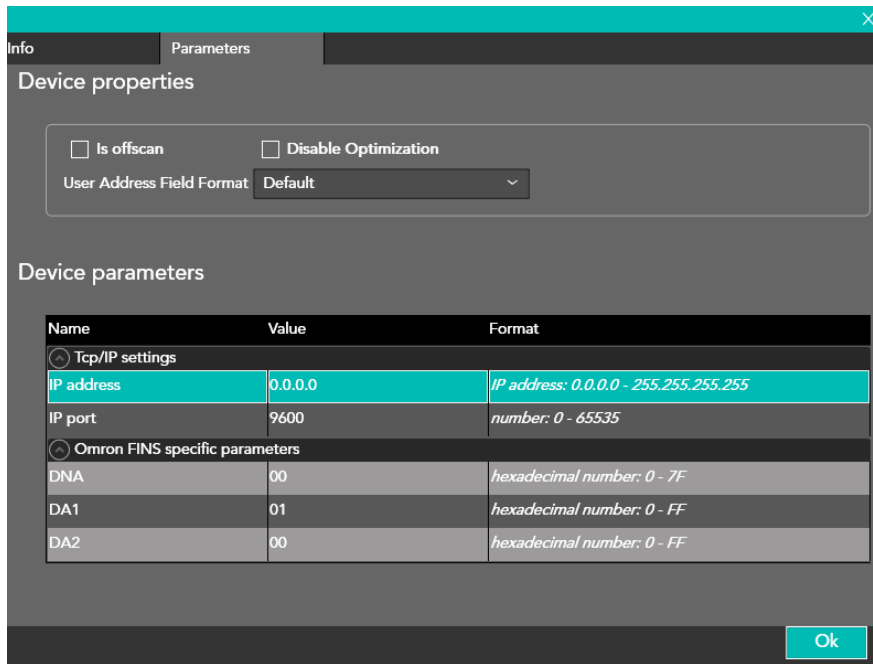 Info Parameters
Device properties
Is offscan Disable Optimization
User Address Field Format Default
Device parameters
Name Value Format
Tcp/IP settings
IP address 0.0.0.0 IP address: 0.0.0.0 - 255.255.255.255
IP port 9600 number: 0 - 65535
Omron FINS specific parameters
DNA 00 hexadecimal number: 0 - 7F
DA1 01 hexadecimal number: 0 - FF
DA2 00 hexadecimal number: 0 - FF
Ok